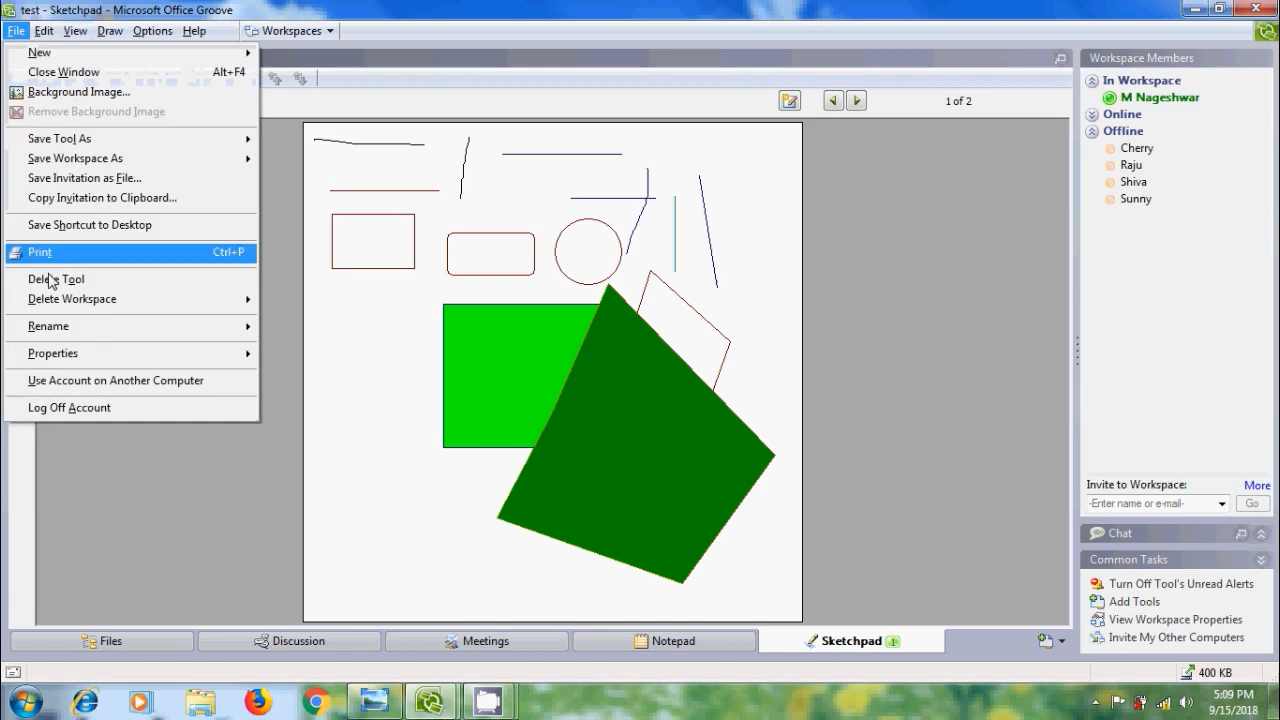 test - Sketchpad - Microsoft Office Groove
File Edit View Draw Options Help Workspaces
New
Close Window Alt+F4
Background Image...
Remove Background Image
Save Tool As
Save Workspace As
Save Invitation as File...
Copy Invitation to Clipboard...
Save Shortcut to Desktop
Print Ctrl+P
Delete Tool
Delete Workspace
Rename
Properties
Use Account on Another Computer
Log Off Account
1 of 2
Workspace Members
In Workspace
M Nageshwar
Online
Offline
Cherry
Raju
Shiva
Sunny
Invite to Workspace: More
-Enter name or e-mail- Go
Chat
Common Tasks
Turn Off Tool's Unread Alerts
Add Tools
View Workspace Properties
Invite My Other Computers
Files Discussion Meetings Notepad Sketchpad
400 KB
5:09 PM
9/15/2018